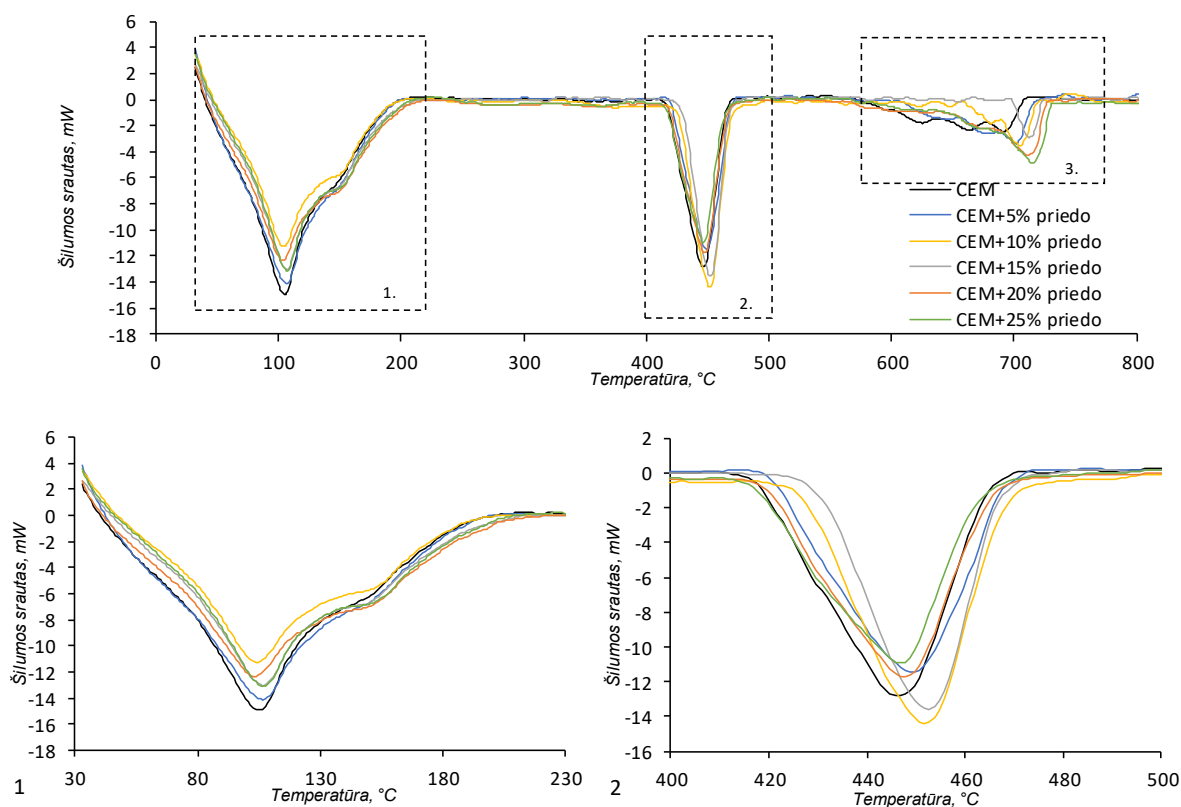 6
4
2
0
-2
-4
-6
-8
-10
-12
-14
-16
-18
Šilumos srautas, mW
0 100 200 300 400 500 600 700 800
Temperatūra, °C
1.
2.
3.
CEM
CEM+5% priedo
CEM+10% priedo
CEM+15% priedo
CEM+20% priedo
CEM+25% priedo
6
4
2
0
-2
-4
-6
-8
-10
-12
-14
-16
-18
Šilumos srautas, mW
30 80 130 180 230
Temperatūra, °C
1
2
0
-2
-4
-6
-8
-10
-12
-14
-16
Šilumos srautas, mW
400 420 440 460 480 500
Temperatūra, °C
2